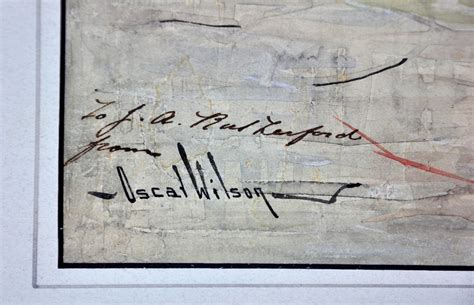 to J. A. Rutherford
from
Oscar Wilson